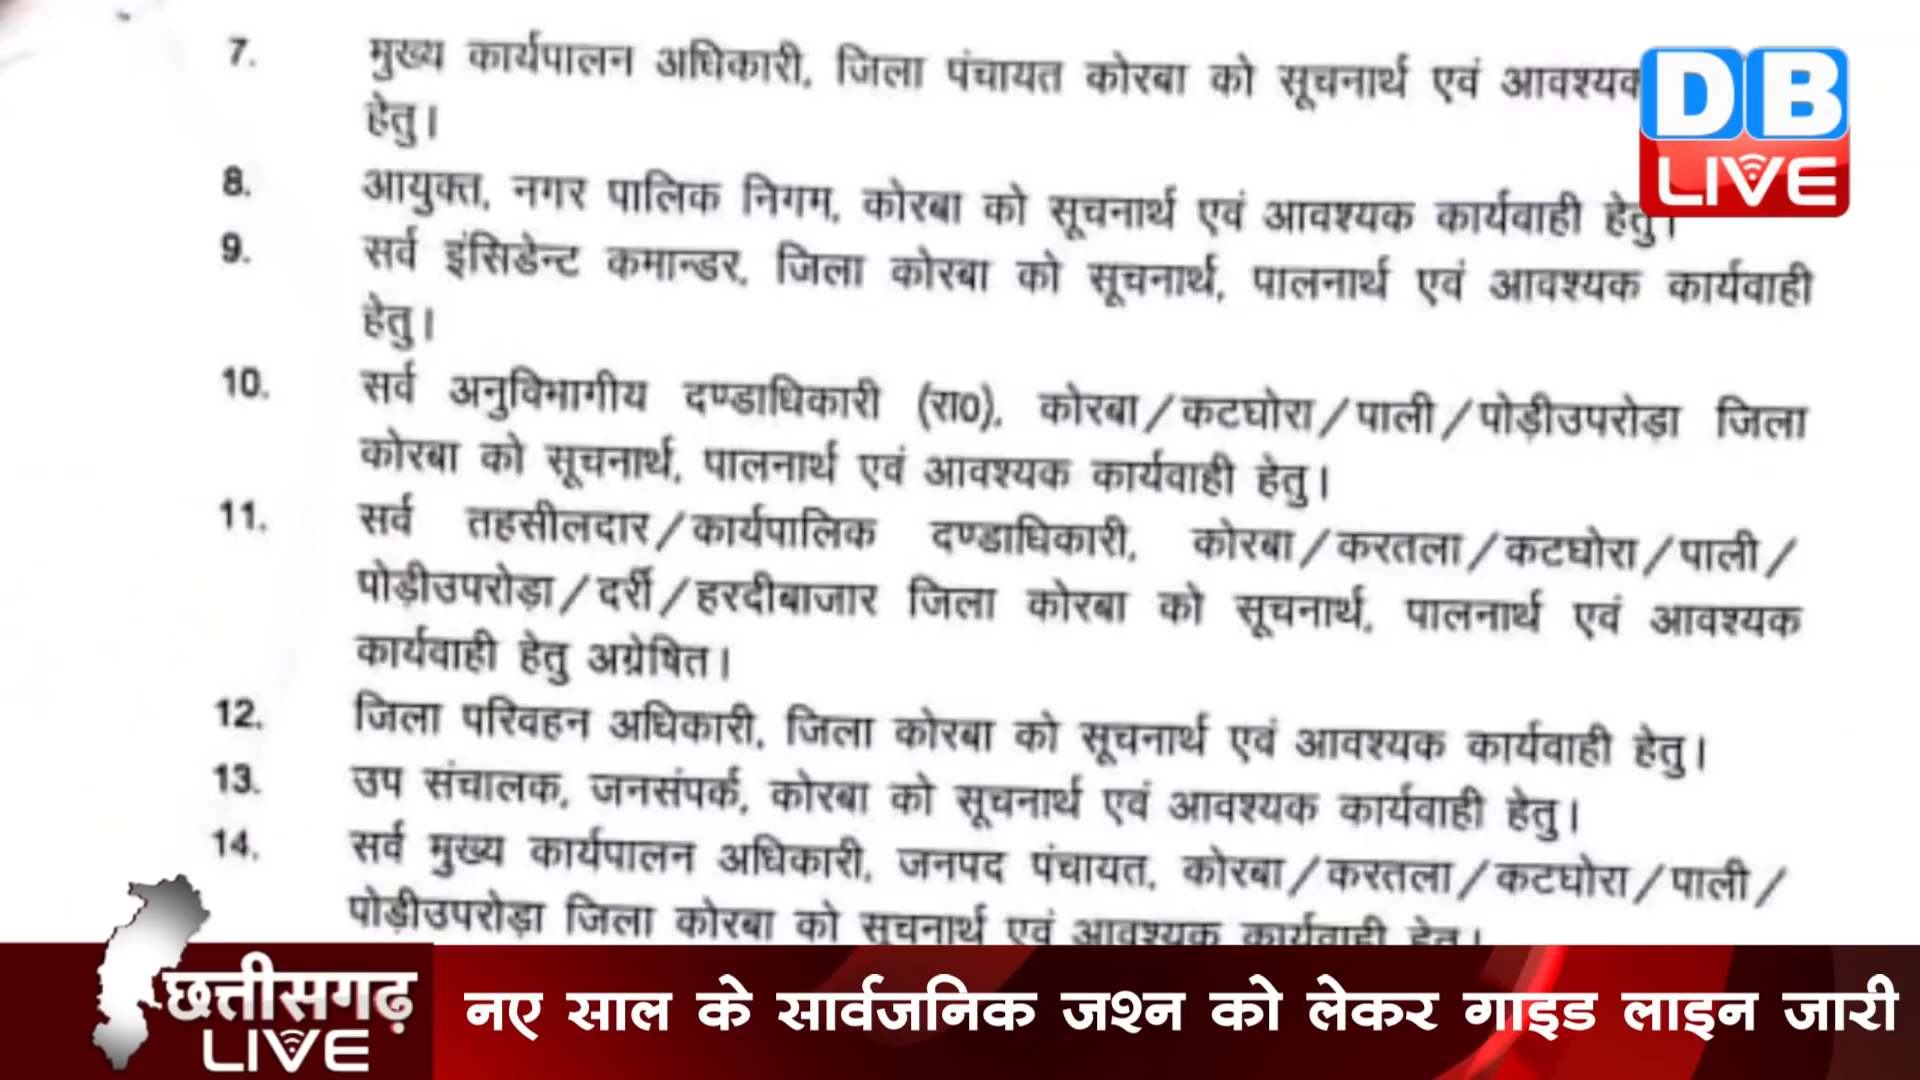 7. मुख्य कार्यपालन अधिकारी, जिला पंचायत कोरबा को सूचनार्थ एवं
हेतु।
8. आयुक्त, नगर पालिक निगम, कोरबा को सूचनार्थ एवं आवश्यक कार्यवाही हेतु।
9. सर्व इंसिडेन्ट कमान्डर, जिला कोरबा को सूचनार्थ, पालनार्थ एवं आवश्यक कार्यवाही
हेतु।
10. सर्व अनुविभागीय दण्डाधिकारी (रा0), कोरबा/कटघोरा/पाली/पोड़ीउपरोड़ा जिला
कोरबा को सूचनार्थ, पालनार्थ एवं आवश्यक कार्यवाही हेतु।
11. सर्व तहसीलदार/कार्यपालिक दण्डाधिकारी, कोरबा/करतला/कटघोरा/पाली/
पोड़ीउपरोड़ा/दर्री/हरदीबाजार जिला कोरबा को सूचनार्थ, पालनार्थ एवं आवश्यक
कार्यवाही हेतु अग्रेषित।
12. जिला परिवहन अधिकारी, जिला कोरबा को सूचनार्थ एवं आवश्यक कार्यवाही हेतु।
13. उप संचालक, जनसंपर्क, कोरबा को सूचनार्थ एवं आवश्यक कार्यवाही हेतु।
14. सर्व मुख्य कार्यपालन अधिकारी, जनपद पंचायत, कोरबा/करतला/कटघोरा/पाली/
पोड़ीउपरोड़ा जिला कोरबा को सूचनार्थ एवं आवश्यक कार्यवाही हेतु।
DB
LIVE
छत्तीसगढ़
LIVE
नए साल के सार्वजनिक जश्न को लेकर गाइड लाइन जारी